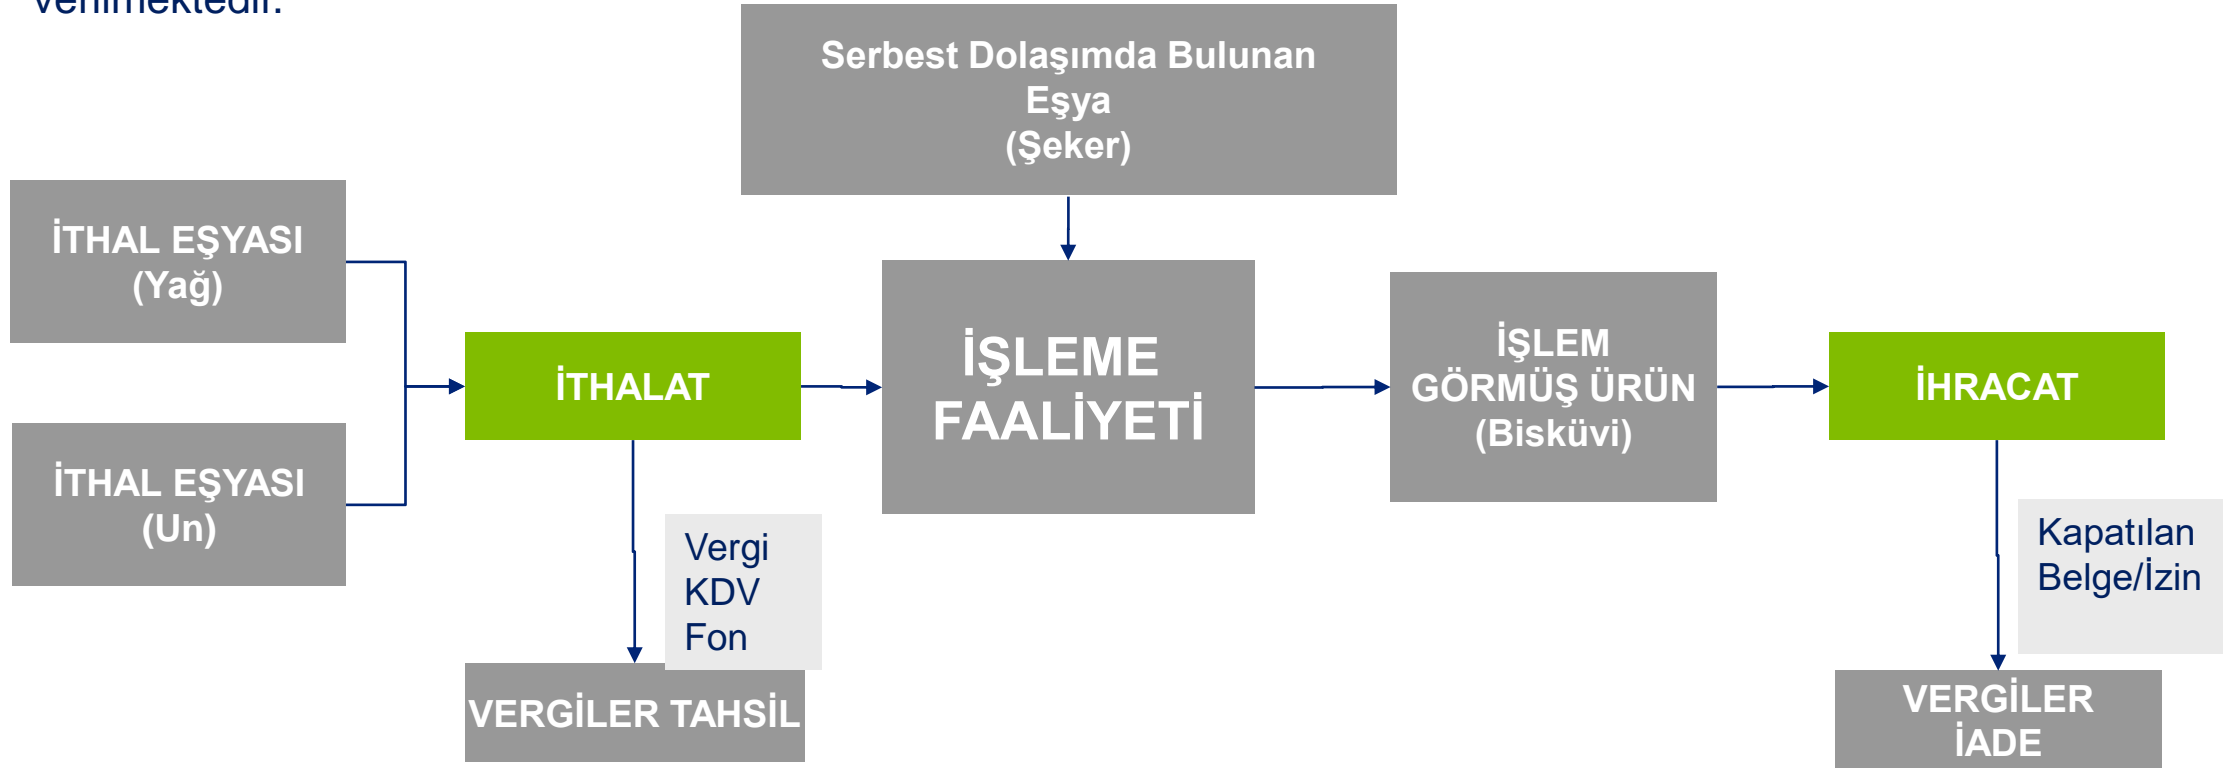 verilmektedir.
Serbest Dolaşımda Bulunan
Eşya
(Şeker)
İTHAL EŞYASI
(Yağ)
İTHAL EŞYASI
(Un)
İTHALAT
İŞLEME
FAALİYETİ
İŞLEM
GÖRMÜŞ ÜRÜN
(Bisküvi)
İHRACAT
Vergi
KDV
Fon
Kapatılan
Belge/İzin
VERGİLER TAHSİL
VERGİLER
İADE